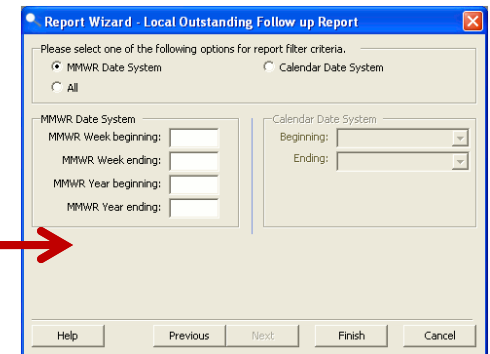 Report Wizard - Local Outstanding Follow up Report
Please select one of the following options for report filter criteria.
MMWR Date System Calendar Date System
All
MMWR Date System Calendar Date System
MMWR Week beginning: Beginning:
MMWR Week ending: Ending:
MMWR Year beginning:
MMWR Year ending:
Help Previous Next Finish Cancel